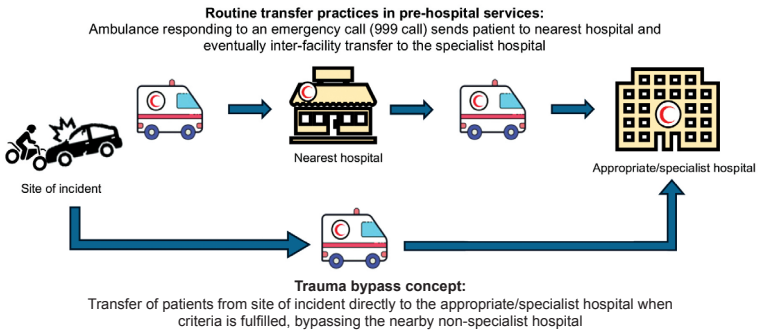 Routine transfer practices in pre-hospital services:
Ambulance responding to an emergency call (999 call) sends patient to nearest hospital and
eventually inter-facility transfer to the specialist hospital
Nearest hospital
Appropriate/specialist hospital
Site of incident
Trauma bypass concept:
Transfer of patients from site of incident directly to the appropriate/specialist hospital when
criteria is fulfilled, bypassing the nearby non-specialist hospital